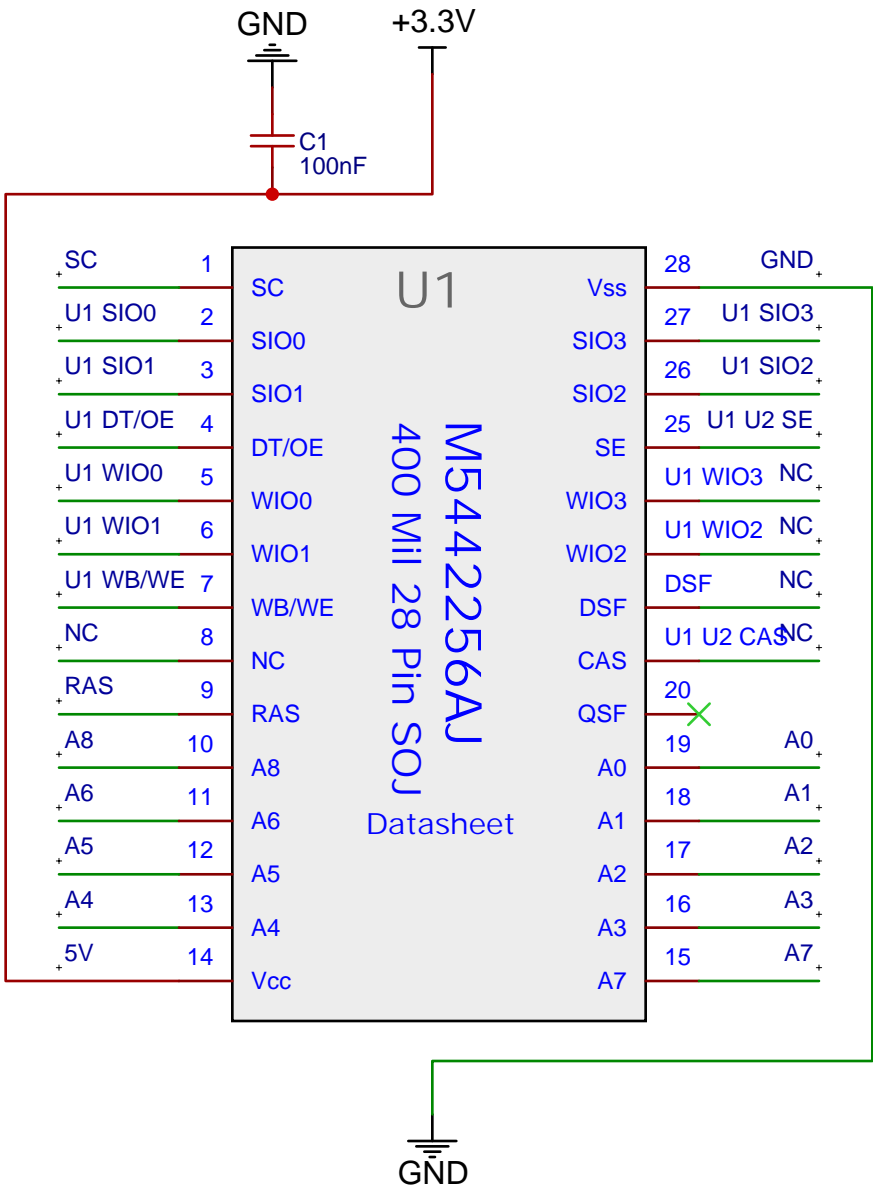 GND
+3.3V
C1
100nF
U1
M5442256AJ
400 Mil 28 Pin SOJ
Datasheet
SC 1 SC
U1 SIO0 2 SIO0
U1 SIO1 3 SIO1
U1 DT/OE 4 DT/OE
U1 WIO0 5 WIO0
U1 WIO1 6 WIO1
U1 WB/WE 7 WB/WE
NC 8 NC
RAS 9 RAS
A8 10 A8
A6 11 A6
A5 12 A5
A4 13 A4
5V 14 Vcc
Vss 28 GND
SIO3 27 U1 SIO3
SIO2 26 U1 SIO2
SE 25 U1 U2 SE
WIO3 U1 WIO3 NC
WIO2 U1 WIO2 NC
DSF DSF NC
CAS U1 U2 CAS NC
QSF 20
A0 19 A0
A1 18 A1
A2 17 A2
A3 16 A3
A7 15 A7
GND